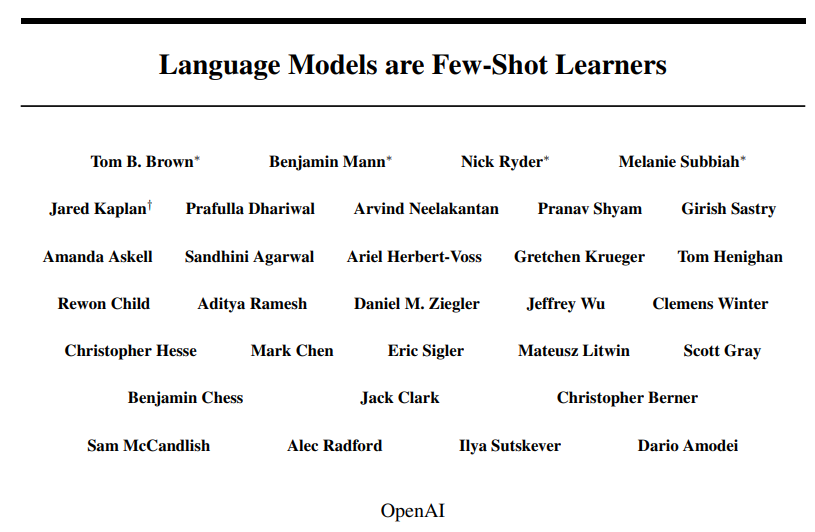 Language Models are Few-Shot Learners
Tom B. Brown* Benjamin Mann* Nick Ryder* Melanie Subbiah*
Jared Kaplan† Prafulla Dhariwal Arvind Neelakantan Pranav Shyam Girish Sastry
Amanda Askell Sandhini Agarwal Ariel Herbert-Voss Gretchen Krueger Tom Henighan
Rewon Child Aditya Ramesh Daniel M. Ziegler Jeffrey Wu Clemens Winter
Christopher Hesse Mark Chen Eric Sigler Mateusz Litwin Scott Gray
Benjamin Chess Jack Clark Christopher Berner
Sam McCandlish Alec Radford Ilya Sutskever Dario Amodei
OpenAI